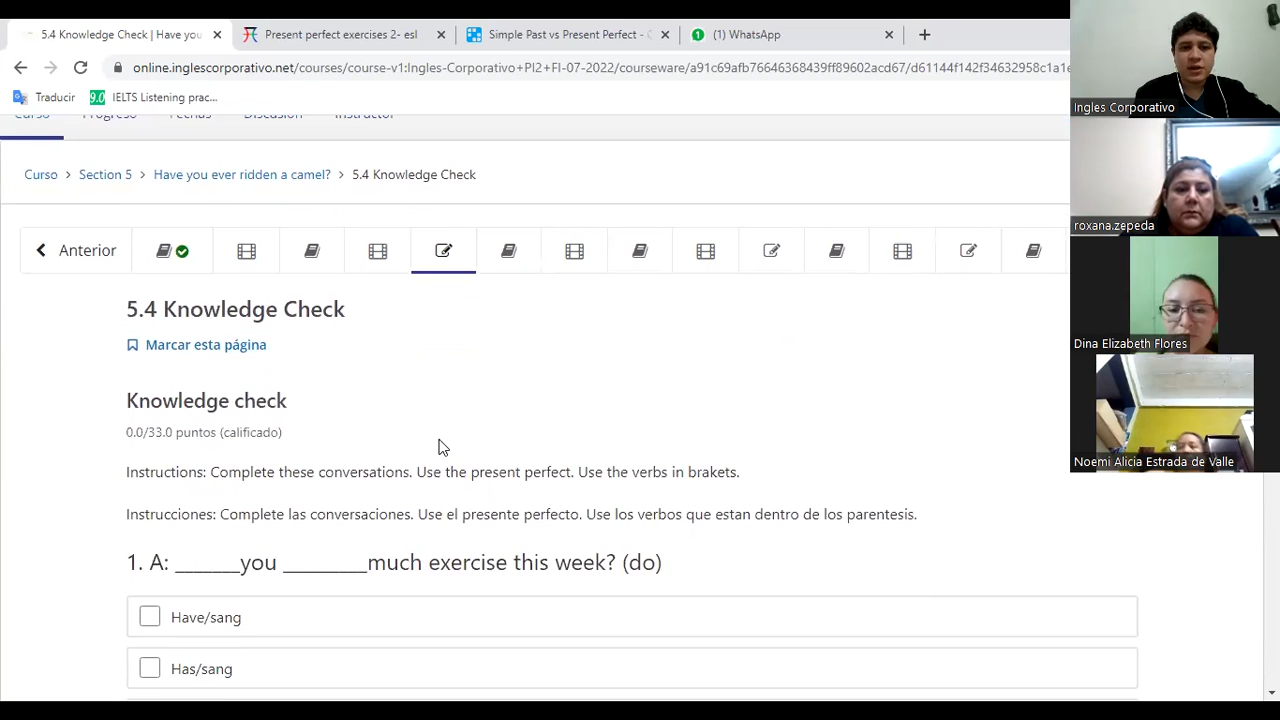 5.4 Knowledge Check | Have you
Present perfect exercises 2- esl
Simple Past vs Present Perfect -
(1) WhatsApp
online.inglescorporativo.net/courses/course-v1:Ingles-Corporativo+PI2+FI-07-2022/courseware/a91c69afb76646368439ff89602acd67/d61144f142f34632958c1a1e
Traducir
9.0 IELTS Listening prac...
Curso Progreso Fechas Discusión Instructor
Curso > Section 5 > Have you ever ridden a camel? > 5.4 Knowledge Check
Anterior
5.4 Knowledge Check
Marcar esta página
Knowledge check
0.0/33.0 puntos (calificado)
Instructions: Complete these conversations. Use the present perfect. Use the verbs in brakets.
Instrucciones: Complete las conversaciones. Use el presente perfecto. Use los verbos que estan dentro de los parentesis.
1. A: _______you _________much exercise this week? (do)
Have/sang
Has/sang
Ingles Corporativo
roxana.zepeda
Dina Elizabeth Flores
Noemi Alicia Estrada de Valle